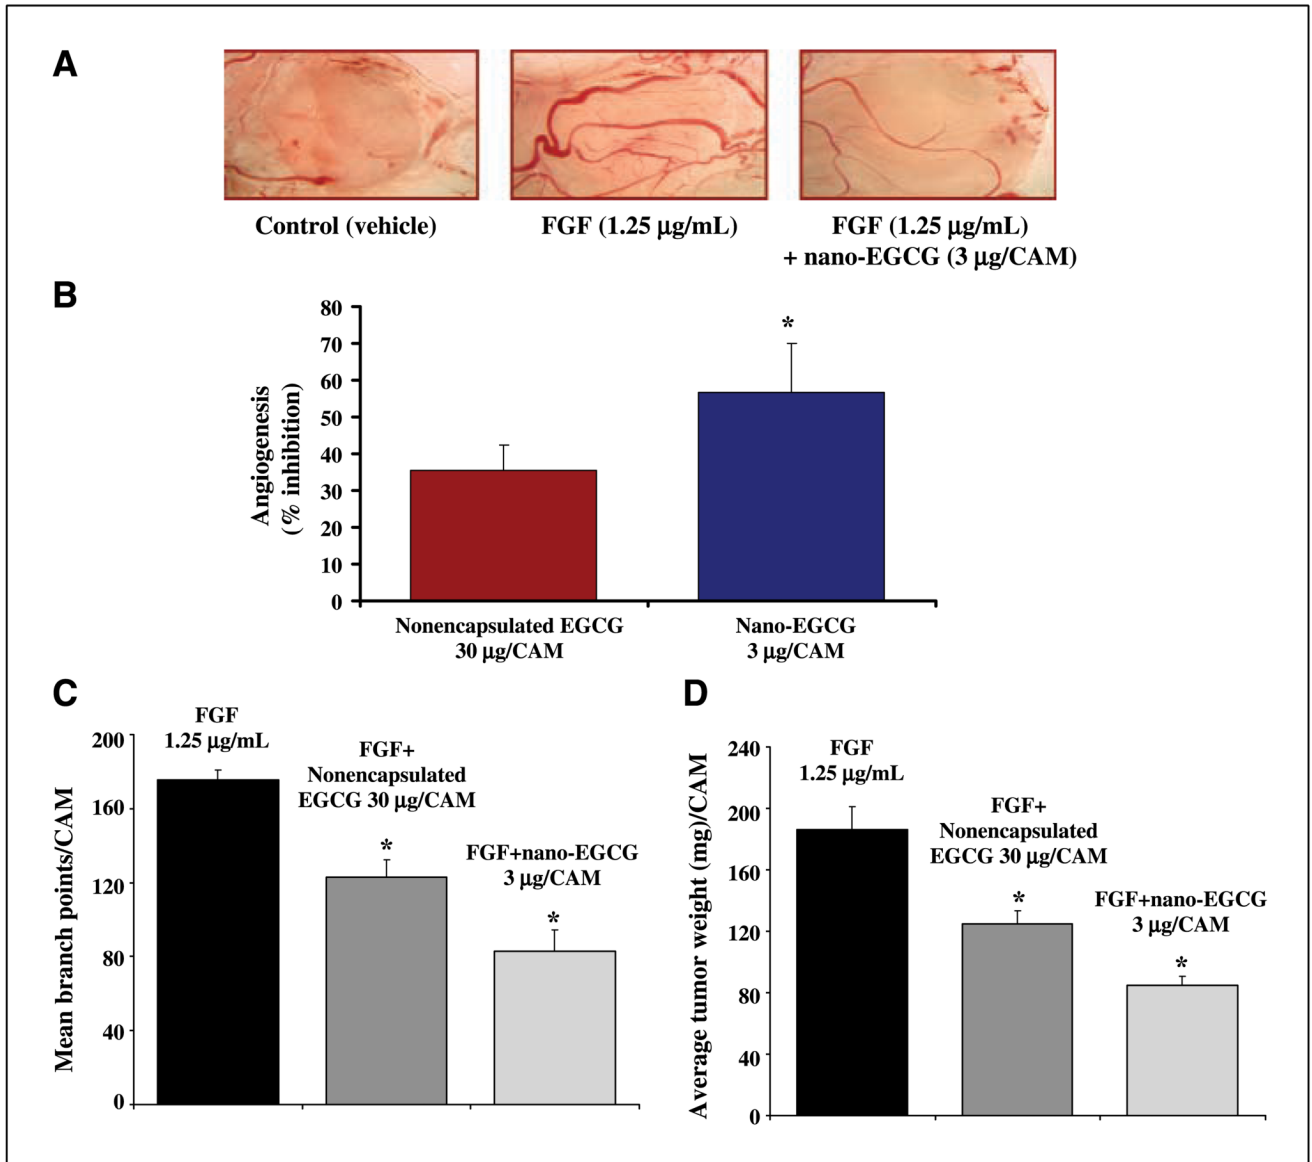 A
Control (vehicle)
FGF (1.25 μg/mL)
FGF (1.25 μg/mL)
+ nano-EGCG (3 μg/CAM)
B
Angiogenesis
(% inhibition)
80
70
60
50
40
30
20
10
0
*
Nonencapsulated EGCG
30 μg/CAM
Nano-EGCG
3 μg/CAM
C
Mean branch points/CAM
200
160
120
80
40
0
FGF
1.25 μg/mL
FGF+
Nonencapsulated
EGCG 30 μg/CAM
*
FGF+nano-EGCG
3 μg/CAM
*
D
Average tumor weight (mg)/CAM
240
200
160
120
80
40
0
FGF
1.25 μg/mL
FGF+
Nonencapsulated
EGCG 30 μg/CAM
*
FGF+nano-EGCG
3 μg/CAM
*